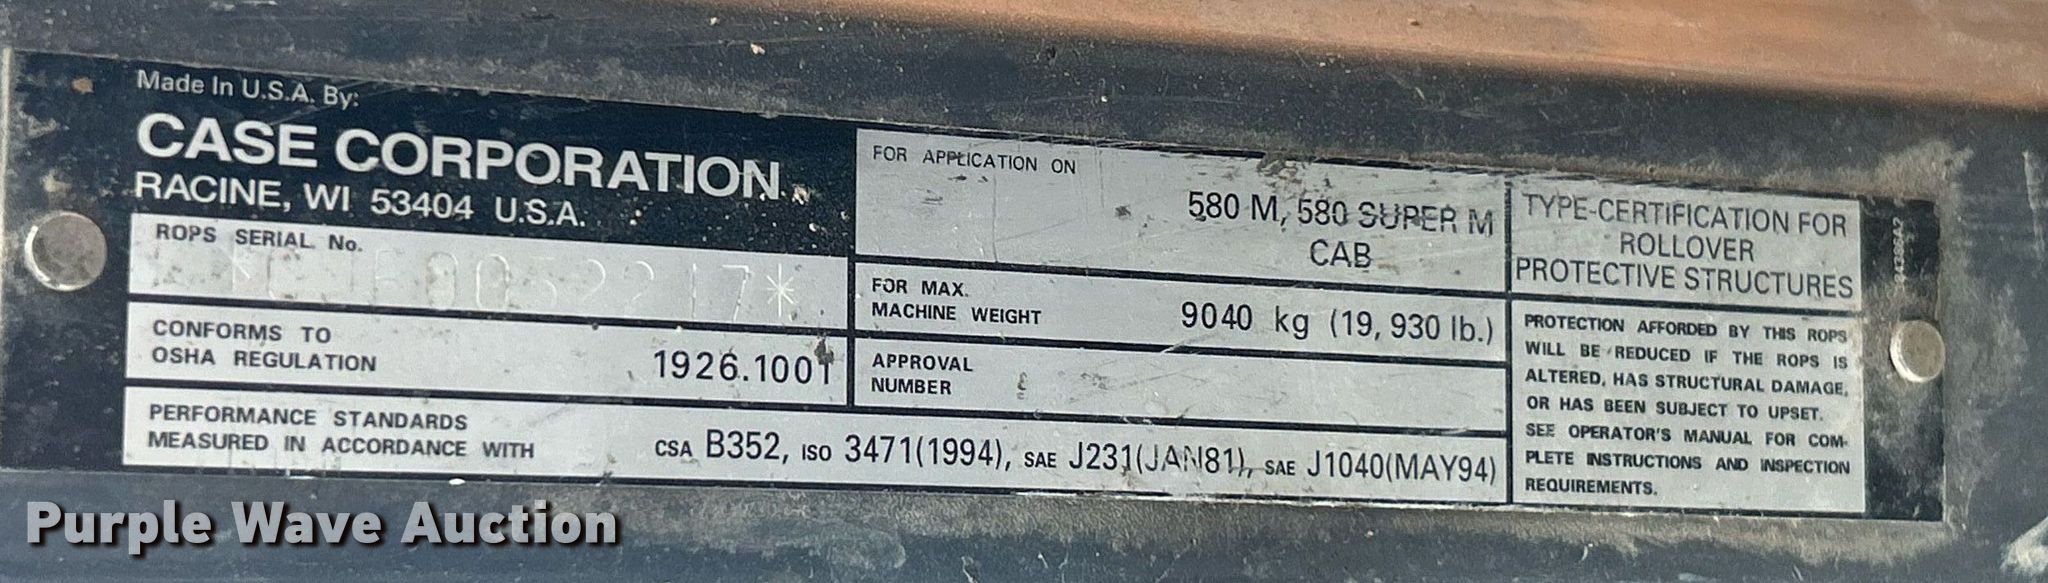 Made In U.S.A. By:
CASE CORPORATION
RACINE, WI 53404 U.S.A.
ROPS SERIAL No.
CONFORMS TO
OSHA REGULATION
1926.1001
PERFORMANCE STANDARDS
MEASURED IN ACCORDANCE WITH
CSA B352, ISO 3471(1994), SAE J231(JAN81), SAE J1040(MAY94)
FOR APPLICATION ON
580 M, 580 SUPER M
CAB
FOR MAX.
MACHINE WEIGHT
9040 kg (19,930 lb.)
APPROVAL
NUMBER
TYPE-CERTIFICATION FOR
ROLLOVER
PROTECTIVE STRUCTURES
PROTECTION AFFORDED BY THIS ROPS
WILL BE REDUCED IF THE ROPS IS
ALTERED, HAS STRUCTURAL DAMAGE,
OR HAS BEEN SUBJECT TO UPSET.
SEE OPERATOR'S MANUAL FOR COM-
PLETE INSTRUCTIONS AND INSPECTION
REQUIREMENTS.
Purple Wave Auction